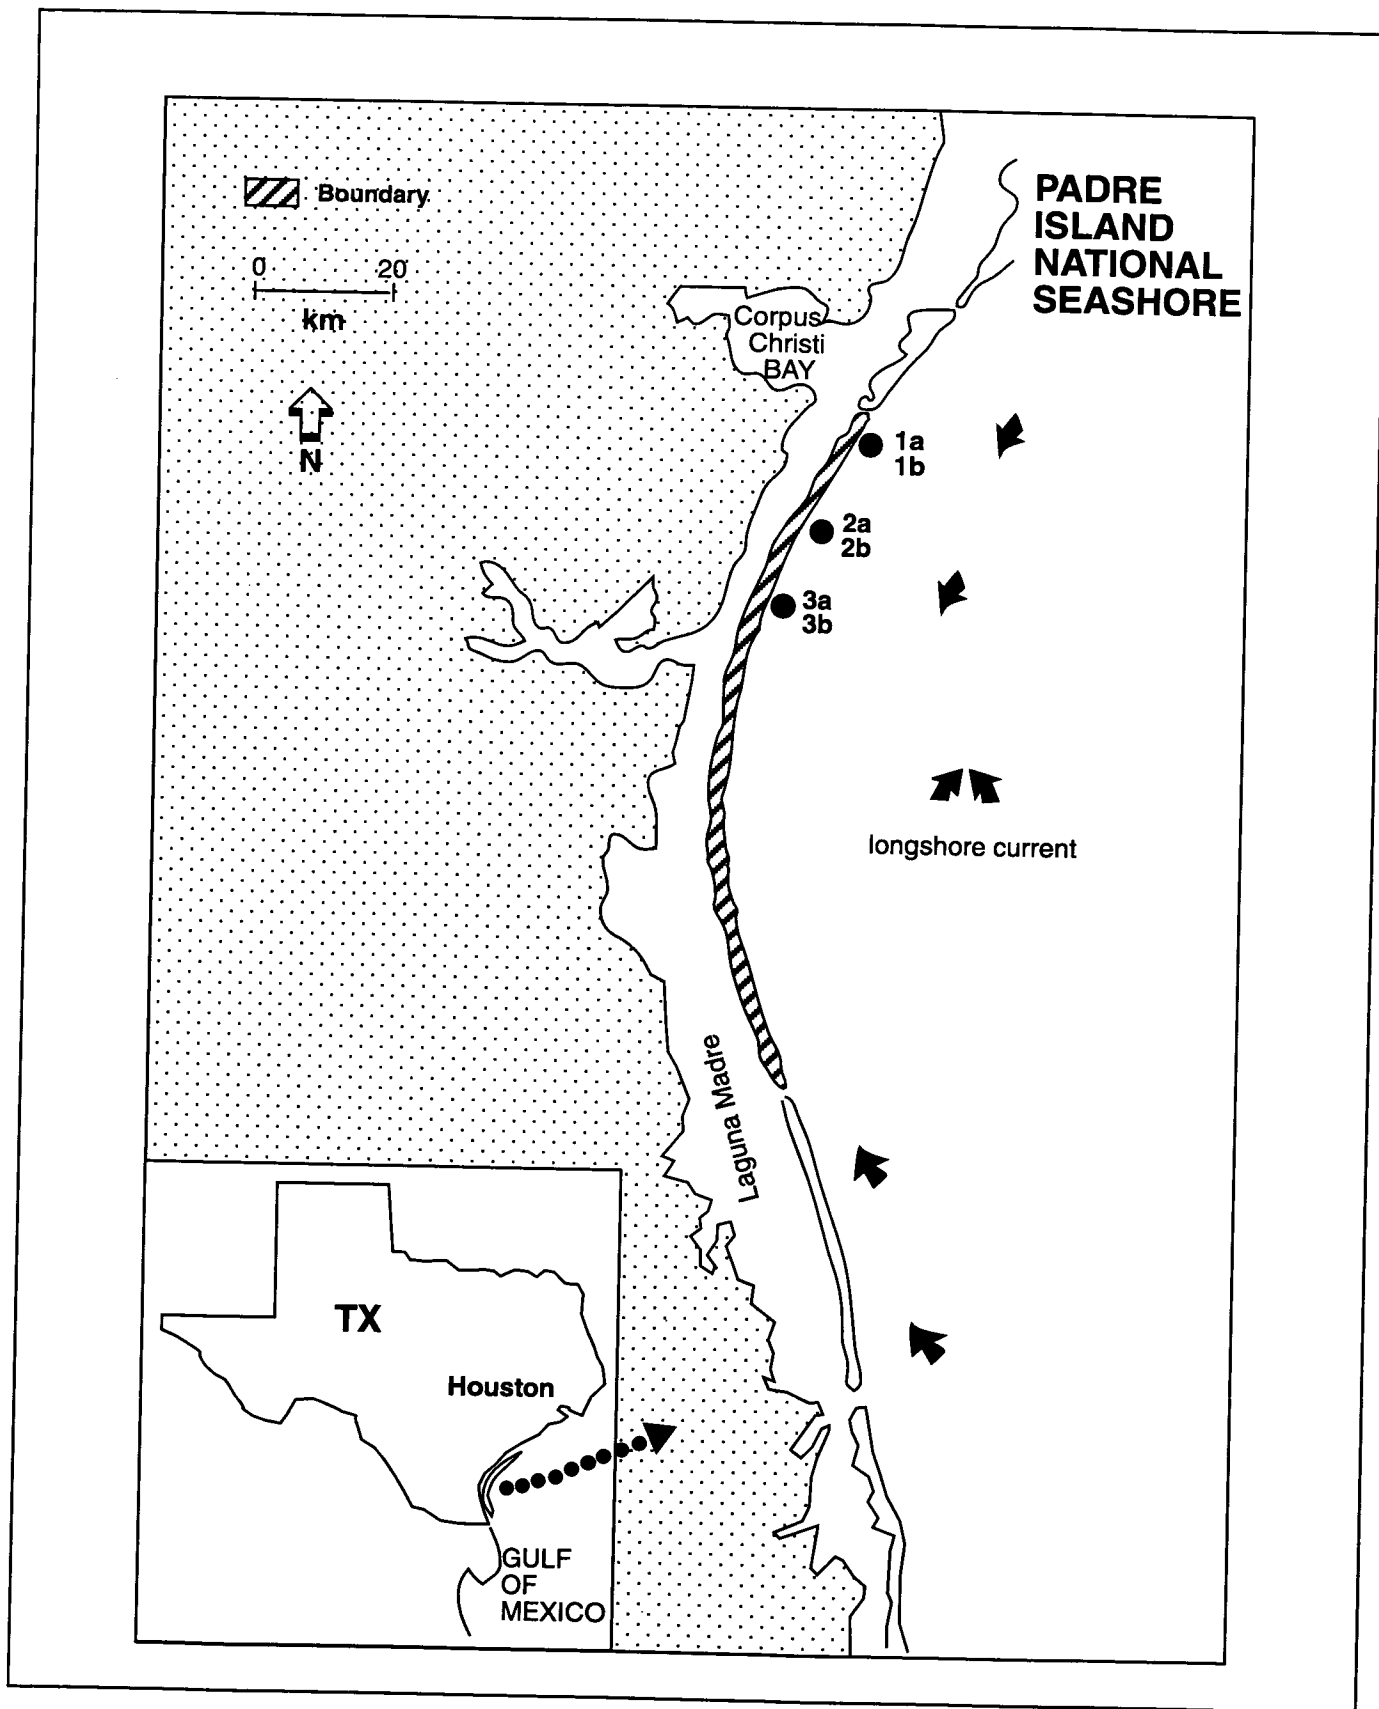 PADRE
ISLAND
NATIONAL
SEASHORE
Boundary
0 20
km
N
Corpus
Christi
BAY
1a
1b
2a
2b
3a
3b
longshore current
Laguna Madre
TX
Houston
GULF
OF
MEXICO